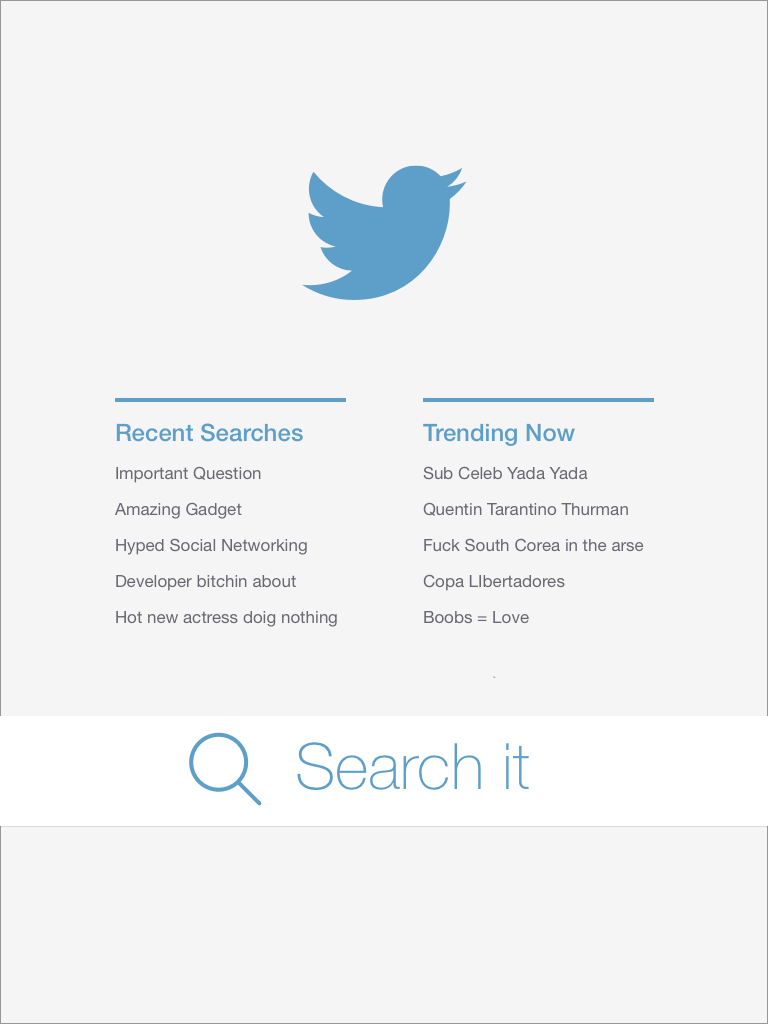 Recent Searches
Important Question
Amazing Gadget
Hyped Social Networking
Developer bitchin about
Hot new actress doig nothing
Trending Now
Sub Celeb Yada Yada
Quentin Tarantino Thurman
Fuck South Corea in the arse
Copa LIbertadores
Boobs = Love
Search it